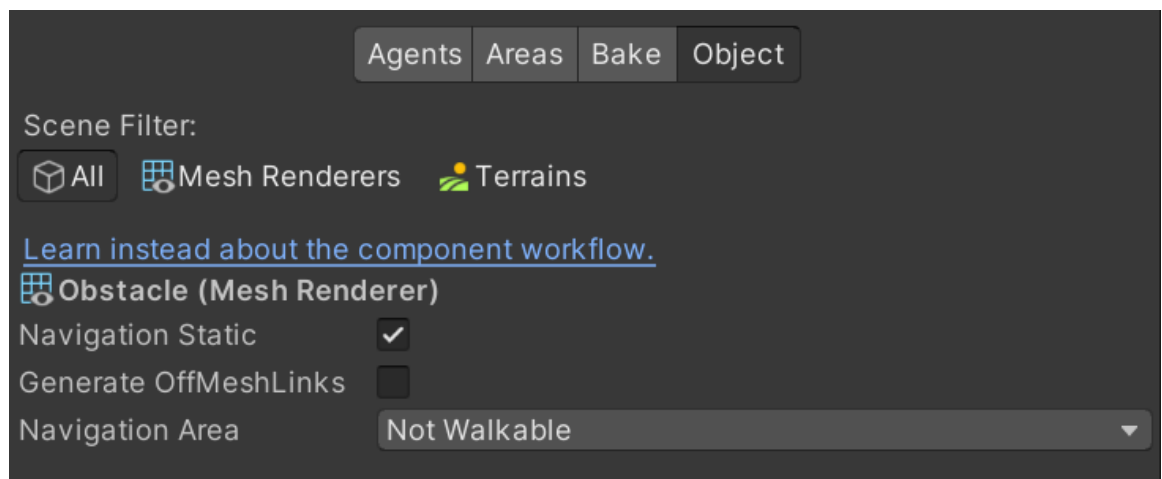 Agents Areas Bake Object
Scene Filter:
All Mesh Renderers Terrains
Learn instead about the component workflow.
Obstacle (Mesh Renderer)
Navigation Static
Generate OffMeshLinks
Navigation Area Not Walkable